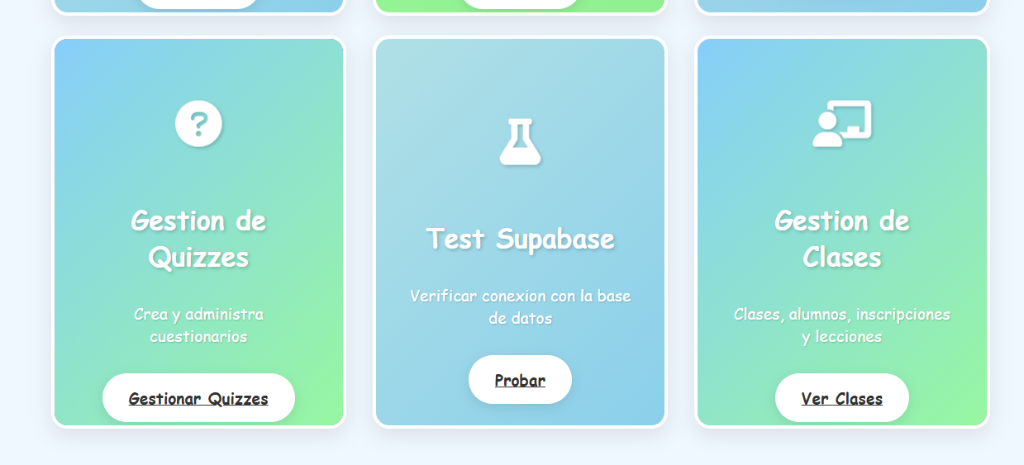 Gestion de
Quizzes
Crea y administra
cuestionarios
Gestionar Quizzes
Test Supabase
Verificar conexion con la base
de datos
Probar
Gestion de
Clases
Clases, alumnos, inscripciones
y lecciones
Ver Clases